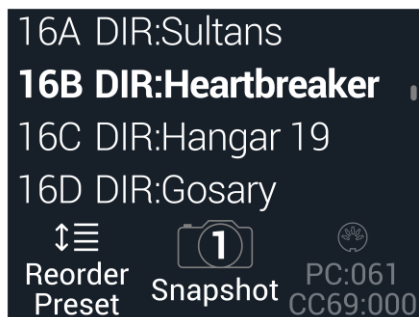 16A DIR:Sultans
16B DIR:Heartbreaker
16C DIR:Hangar 19
16D DIR:Gosary
1
Reorder
Preset
Snapshot
PC:061
CC69:000